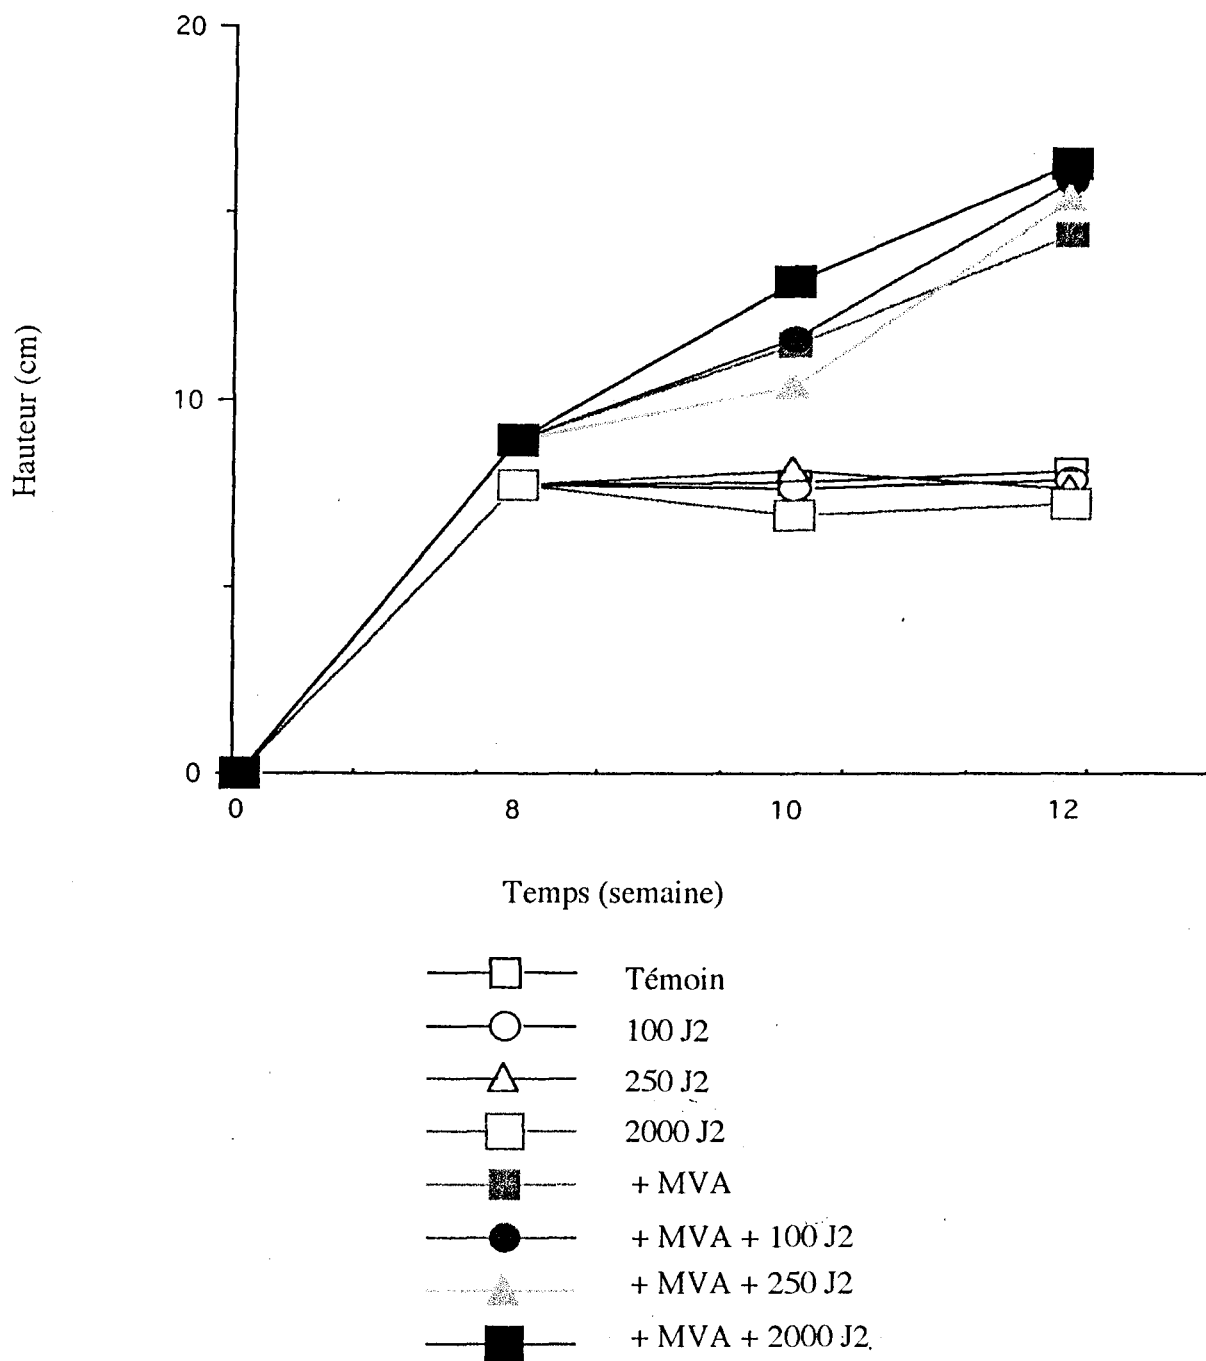 20
10
0
Hauteur (cm)
0 8 10 12
Temps (semaine)
Témoin
100 J2
250 J2
2000 J2
+ MVA
+ MVA + 100 J2
+ MVA + 250 J2
+ MVA + 2000 J2